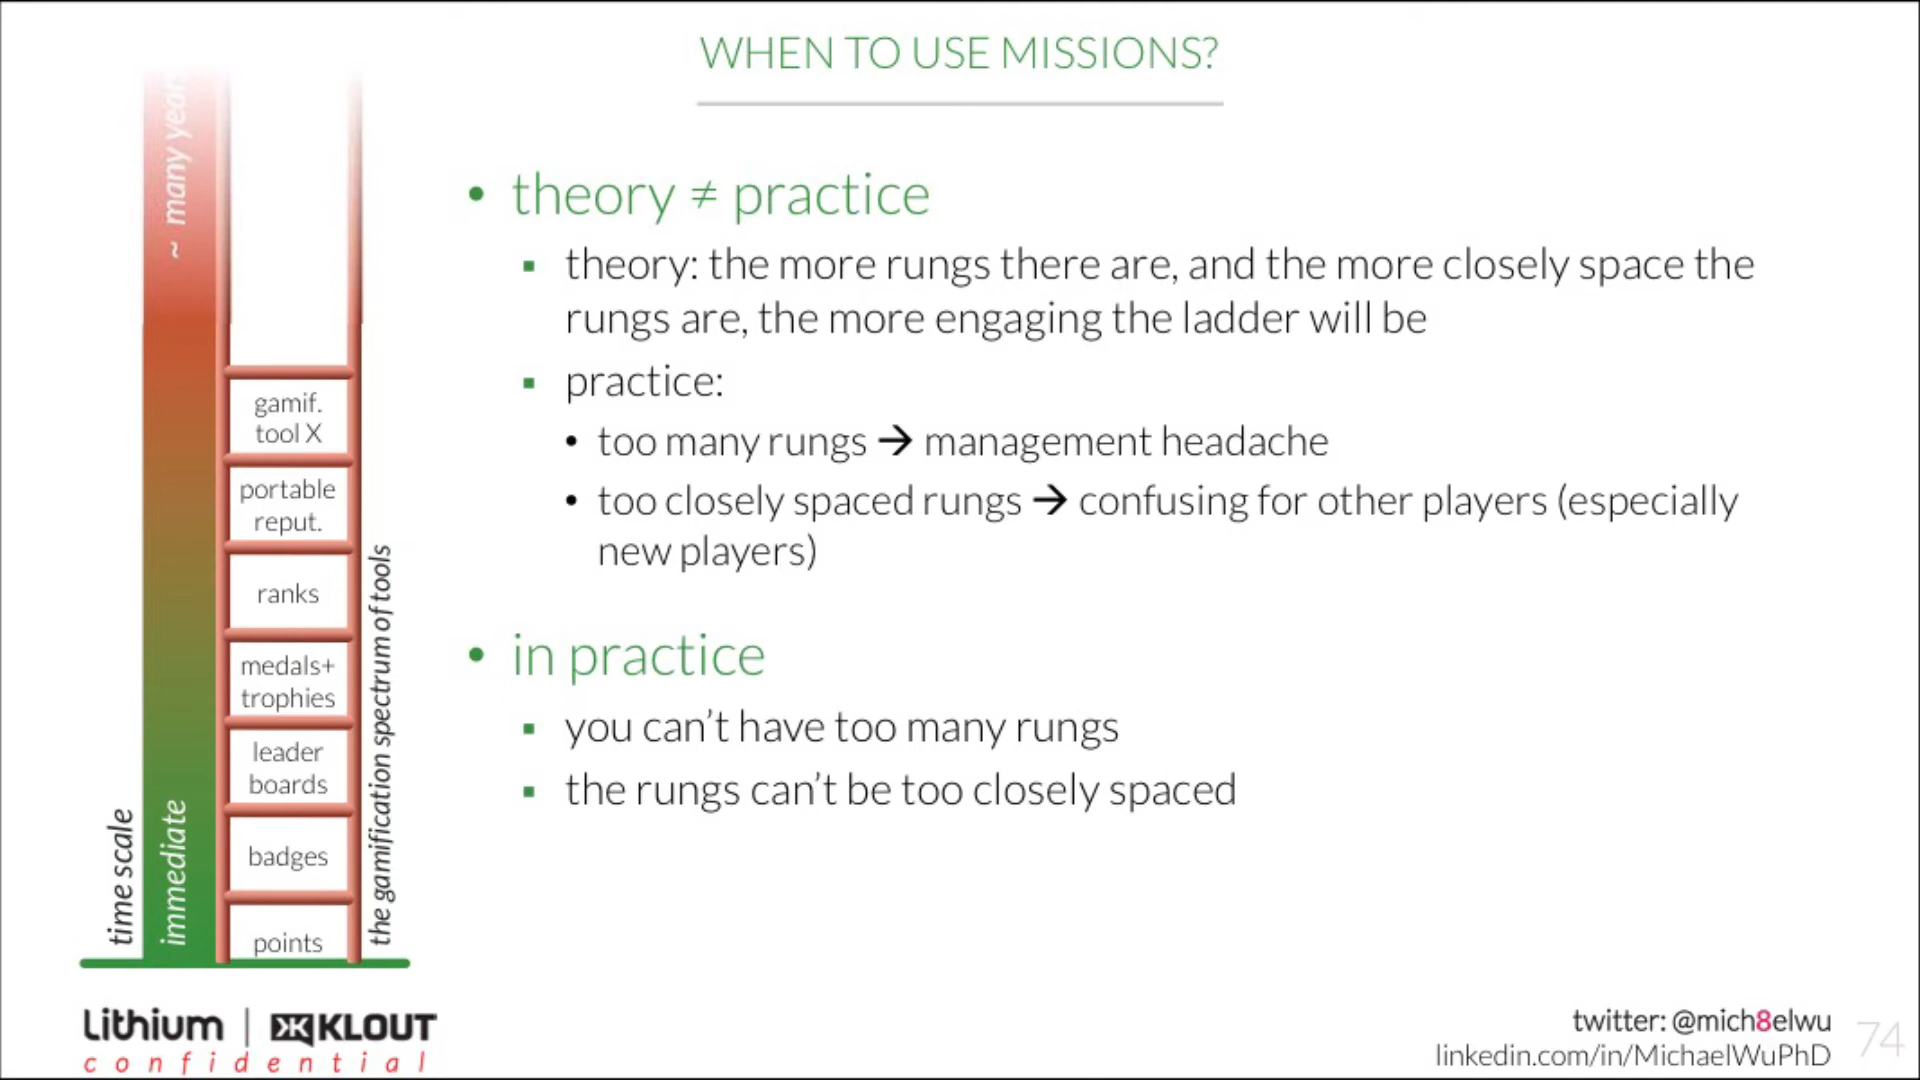 WHEN TO USE MISSIONS?
~ many year
gamif.
tool X
portable
reput.
ranks
medals+
trophies
leader
boards
badges
points
time scale
immediate
the gamification spectrum of tools
• theory ≠ practice
▪ theory: the more rungs there are, and the more closely space the
rungs are, the more engaging the ladder will be
▪ practice:
• too many rungs → management headache
• too closely spaced rungs → confusing for other players (especially
new players)
• in practice
▪ you can't have too many rungs
▪ the rungs can't be too closely spaced
Lithium | KLOUT
confidential
twitter: @mich8elwu
linkedin.com/in/MichaelWuPhD
74